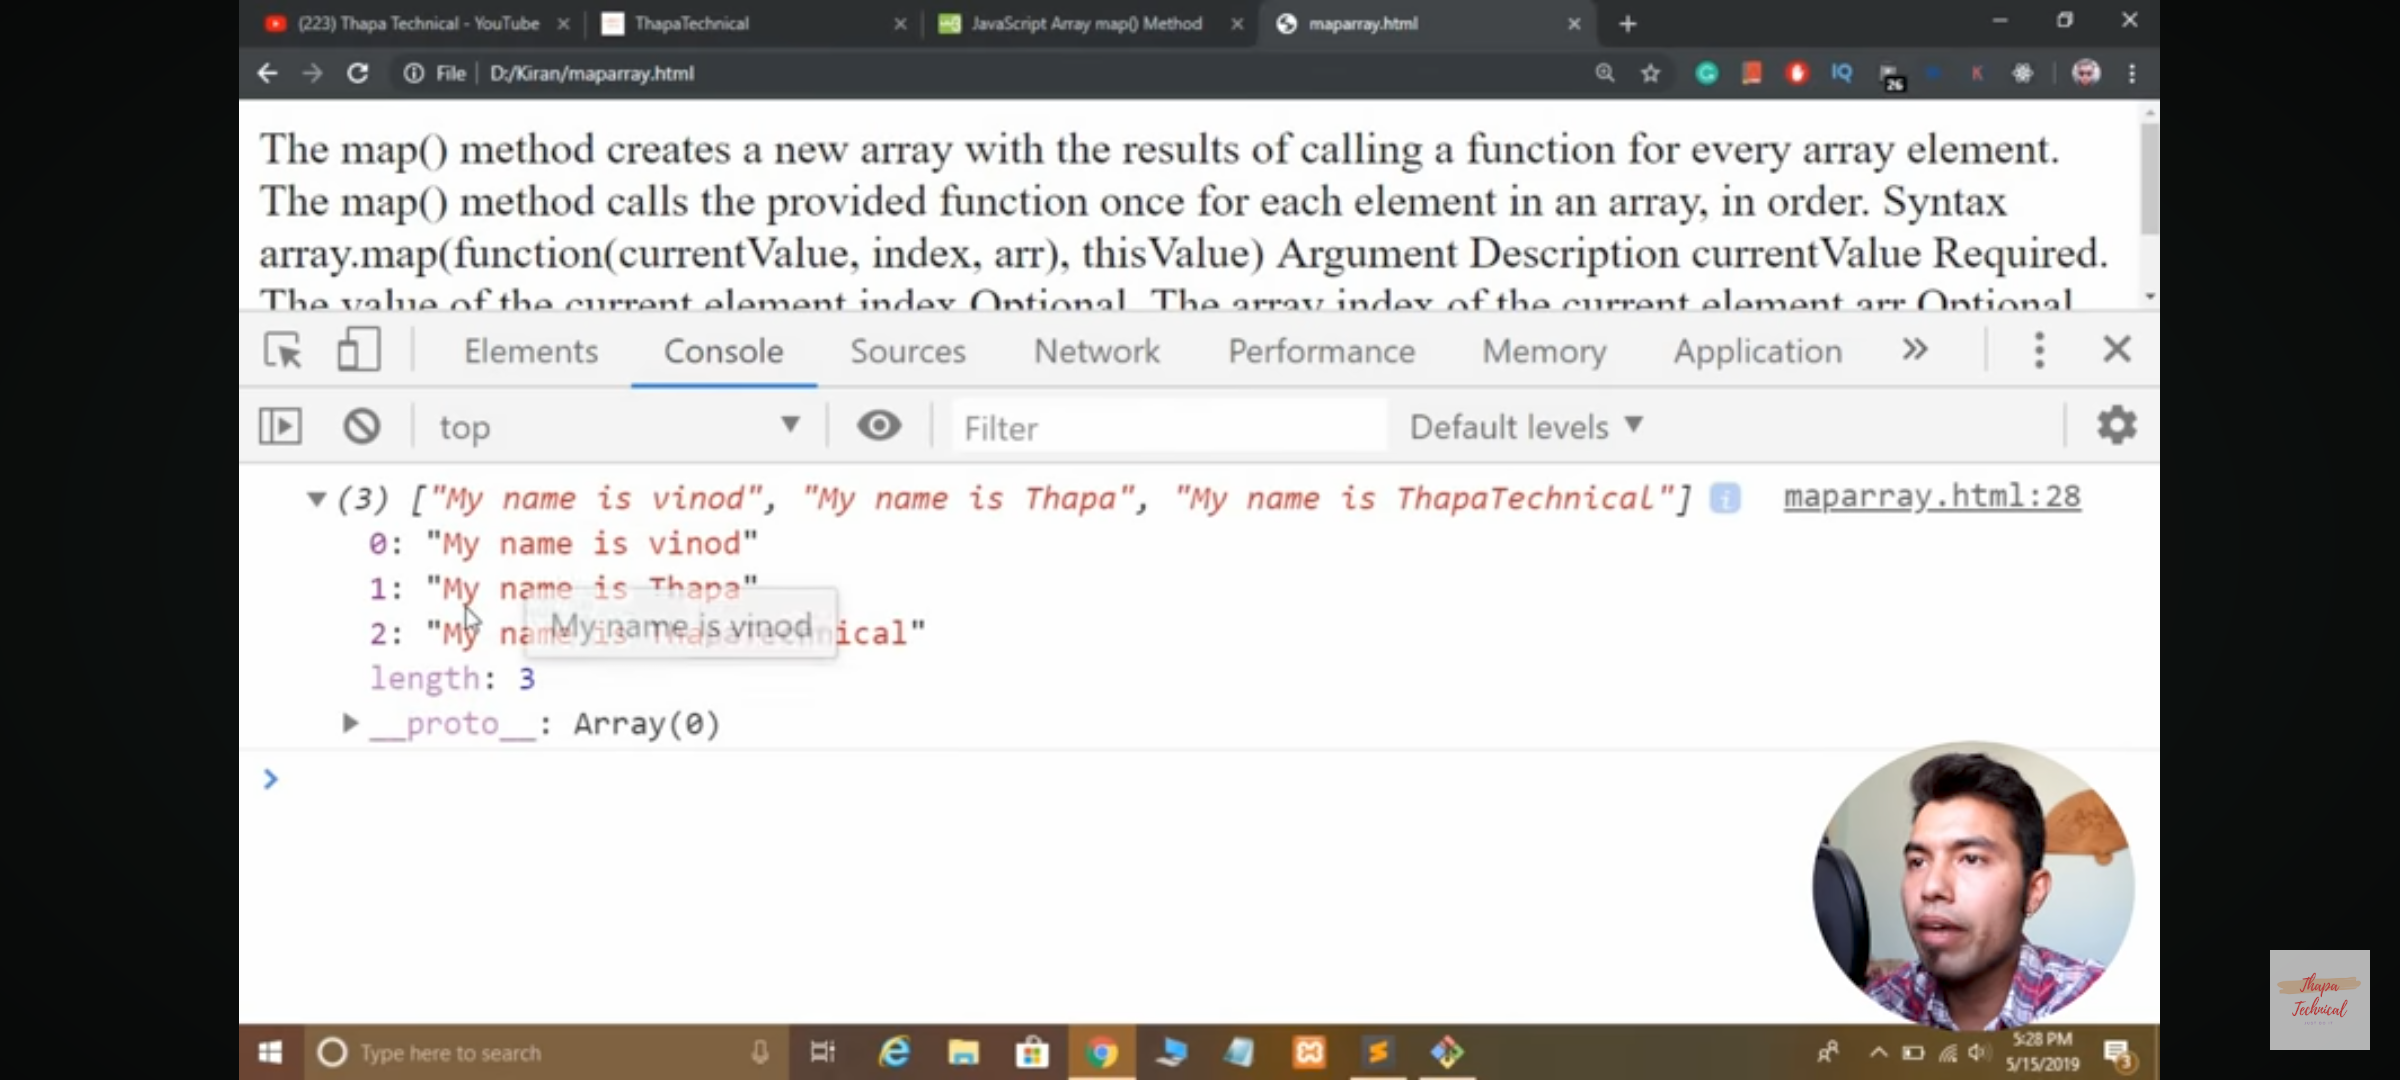 (223) Thapa Technical - YouTube
ThapaTechnical
JavaScript Array map() Method
maparray.html
File
D:/Kiran/maparray.html
IQ
26
K
The map() method creates a new array with the results of calling a function for every array element.
The map() method calls the provided function once for each element in an array, in order. Syntax
array.map(function(currentValue, index, arr), thisValue) Argument Description currentValue Required.
The value of the current element index Optional. The array index of the current element arr Optional
Elements Console Sources Network Performance Memory Application »
top
Filter
Default levels
(3) ["My name is vinod", "My name is Thapa", "My name is ThapaTechnical"]
maparray.html:28
0: "My name is vinod"
1: "My name is Thapa"
2: "My name is ThapaTechnical"
My name is vinod
length: 3
__proto__: Array(0)
Type here to search
5:28 PM
5/15/2019
3
Thapa
Technical